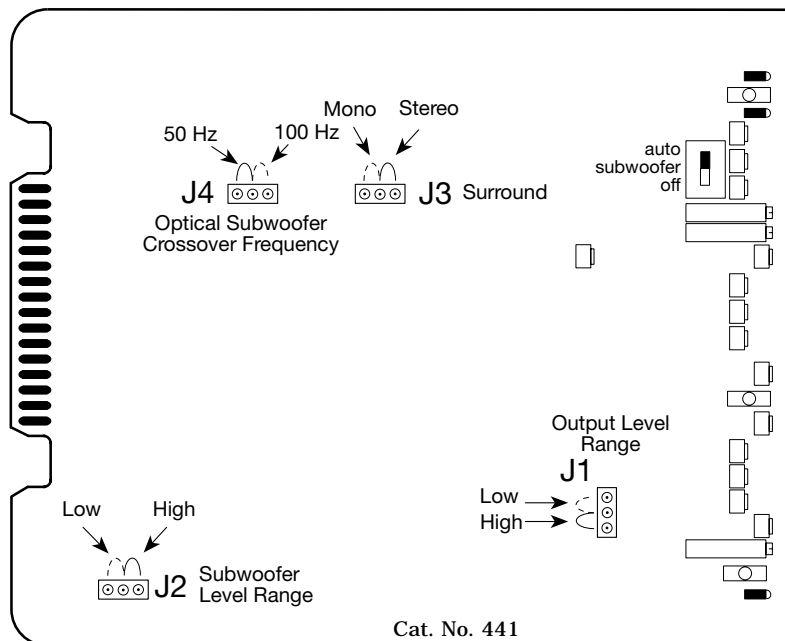 Mono Stereo
50 Hz 100 Hz
J4
J3 Surround
Optical Subwoofer
Crossover Frequency
auto
subwoofer
off
Output Level
Range
J1
Low
High
Low High
J2 Subwoofer
Level Range
Cat. No. 441